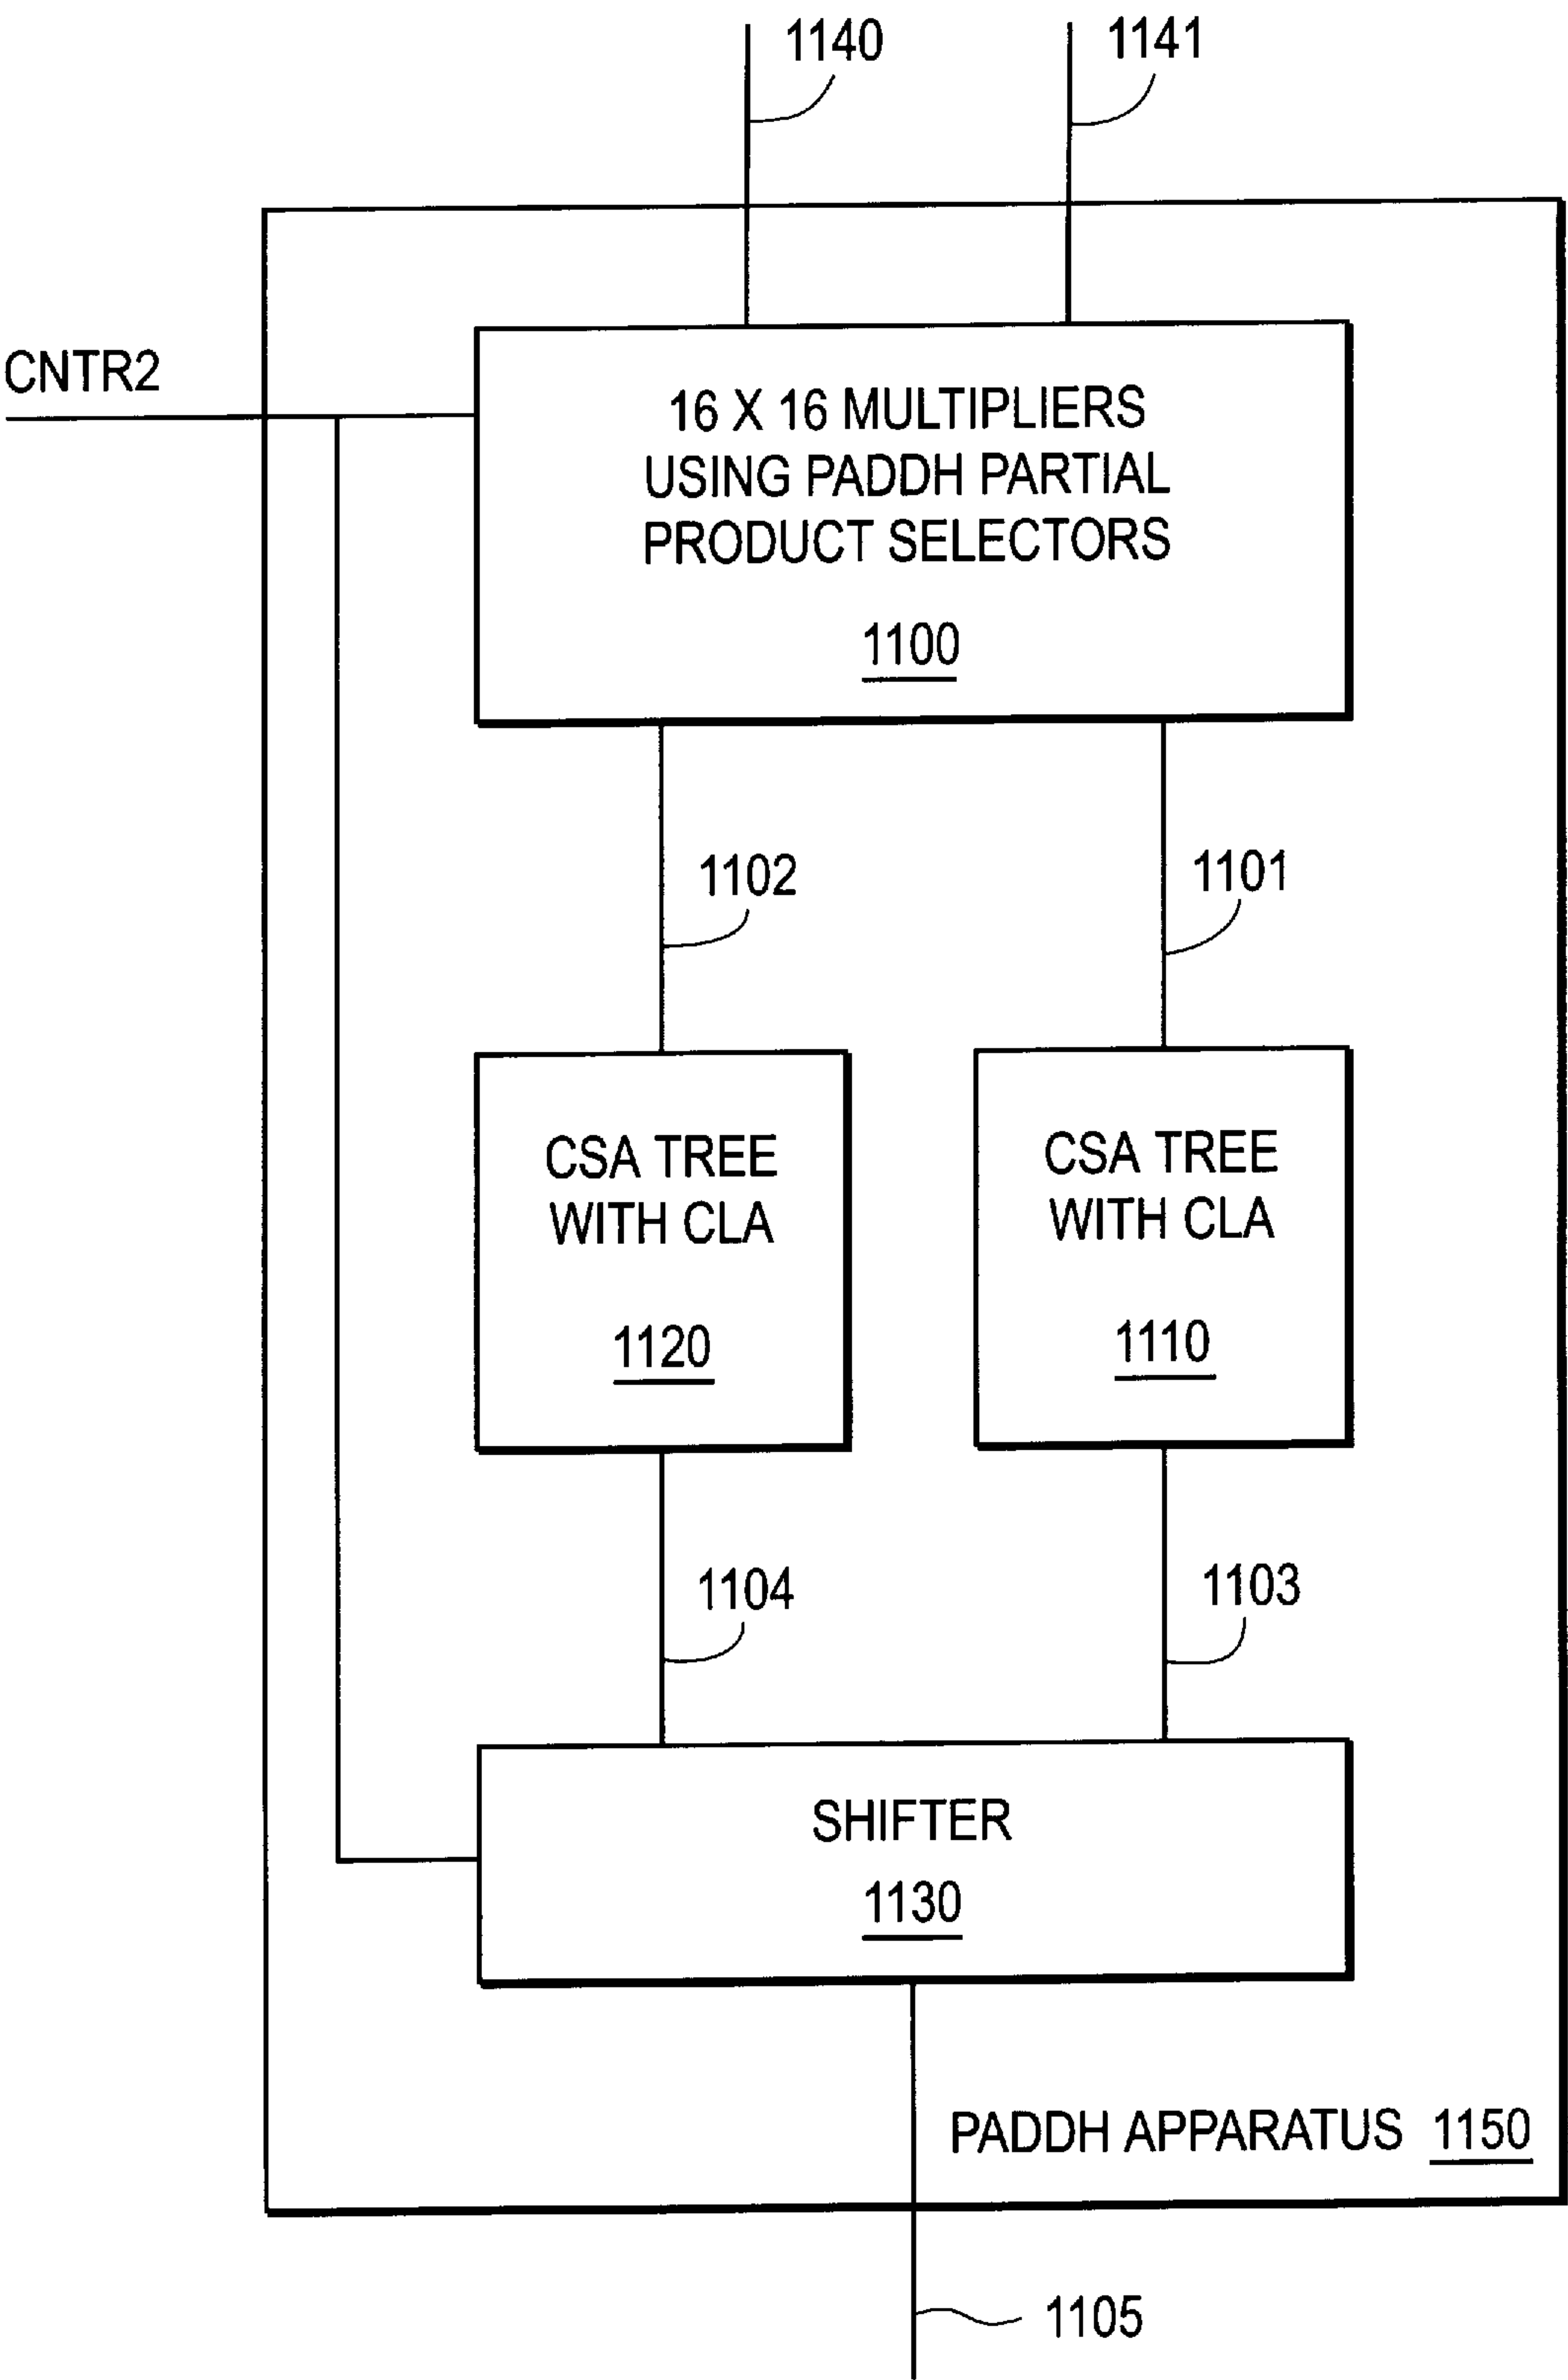 1140
1141
CNTR2
16 X 16 MULTIPLIERS
USING PADDH PARTIAL
PRODUCT SELECTORS
1100
1102
1101
CSA TREE
WITH CLA
1120
CSA TREE
WITH CLA
1110
1104
1103
SHIFTER
1130
PADDH APPARATUS 1150
1105